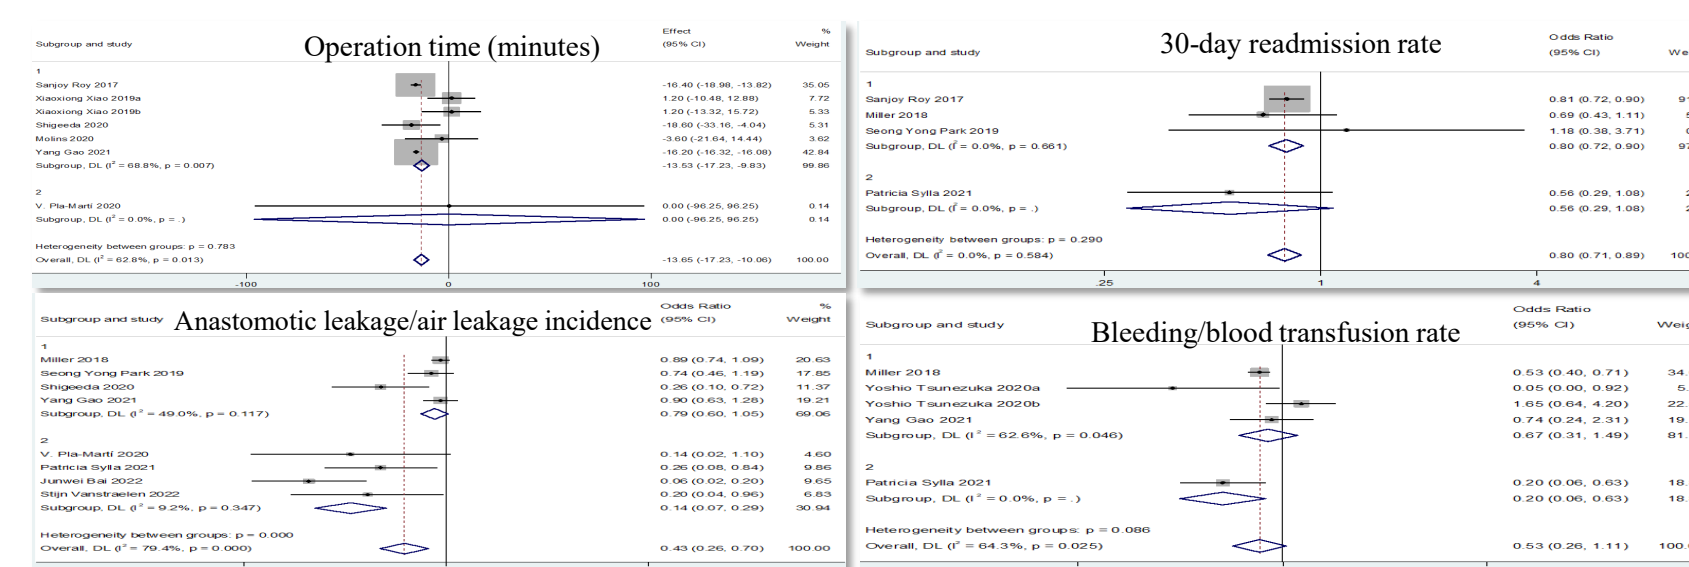 Operation time (minutes)
Effect %
Subgroup and study (95% CI) Weight
1
Sanjoy Roy 2017 -16.40 (-18.98, -13.82) 35.05
Xiaoxiong Xiao 2019a 1.20 (-10.48, 12.88) 7.72
Xiaoxiong Xiao 2019b 1.20 (-13.32, 15.72) 5.33
Shigeeda 2020 -18.60 (-33.16, -4.04) 5.31
Molins 2020 -3.60 (-21.64, 14.44) 3.62
Yang Gao 2021 -16.20 (-16.32, -16.08) 42.84
Subgroup, DL (I² = 68.8%, p = 0.007) -13.53 (-17.23, -9.83) 99.86
2
V. Pla-Martí 2020 0.00 (-96.25, 96.25) 0.14
Subgroup, DL (I² = 0.0%, p = .) 0.00 (-96.25, 96.25) 0.14
Heterogeneity between groups: p = 0.783
Overall, DL (I² = 62.8%, p = 0.013) -13.65 (-17.23, -10.06) 100.00
-100 0 100
30-day readmission rate
Odds Ratio
Subgroup and study (95% CI) We
1
Sanjoy Roy 2017 0.81 (0.72, 0.90) 91
Miller 2018 0.69 (0.43, 1.11) 5
Seong Yong Park 2019 1.18 (0.38, 3.71) 0
Subgroup, DL (I² = 0.0%, p = 0.661) 0.80 (0.72, 0.90) 97
2
Patricia Sylla 2021 0.56 (0.29, 1.08) 2
Subgroup, DL (I² = 0.0%, p = .) 0.56 (0.29, 1.08) 2
Heterogeneity between groups: p = 0.290
Overall, DL (I² = 0.0%, p = 0.584) 0.80 (0.71, 0.89) 100
.25 1 4
Anastomotic leakage/air leakage incidence
Odds Ratio %
Subgroup and study (95% CI) Weight
1
Miller 2018 0.89 (0.74, 1.09) 20.63
Seong Yong Park 2019 0.74 (0.46, 1.19) 17.85
Shigeeda 2020 0.26 (0.10, 0.72) 11.37
Yang Gao 2021 0.90 (0.63, 1.28) 19.21
Subgroup, DL (I² = 49.0%, p = 0.117) 0.79 (0.60, 1.05) 69.06
2
V. Pla-Martí 2020 0.14 (0.02, 1.10) 4.60
Patricia Sylla 2021 0.26 (0.08, 0.84) 9.86
Junwei Bai 2022 0.06 (0.02, 0.20) 9.65
Stijn Vanstraelen 2022 0.20 (0.04, 0.96) 6.83
Subgroup, DL (I² = 9.2%, p = 0.347) 0.14 (0.07, 0.29) 30.94
Heterogeneity between groups: p = 0.000
Overall, DL (I² = 79.4%, p = 0.000) 0.43 (0.26, 0.70) 100.00
Bleeding/blood transfusion rate
Odds Ratio
Subgroup and study (95% CI) Weig
1
Miller 2018 0.53 (0.40, 0.71) 34.
Yoshio Tsunezuka 2020a 0.05 (0.00, 0.92) 5.
Yoshio Tsunezuka 2020b 1.65 (0.64, 4.20) 22.
Yang Gao 2021 0.74 (0.24, 2.31) 19.
Subgroup, DL (I² = 62.6%, p = 0.046) 0.67 (0.31, 1.49) 81.
2
Patricia Sylla 2021 0.20 (0.06, 0.63) 18.
Subgroup, DL (I² = 0.0%, p = .) 0.20 (0.06, 0.63) 18.
Heterogeneity between groups: p = 0.086
Overall, DL (I² = 64.3%, p = 0.025) 0.53 (0.26, 1.11) 100.